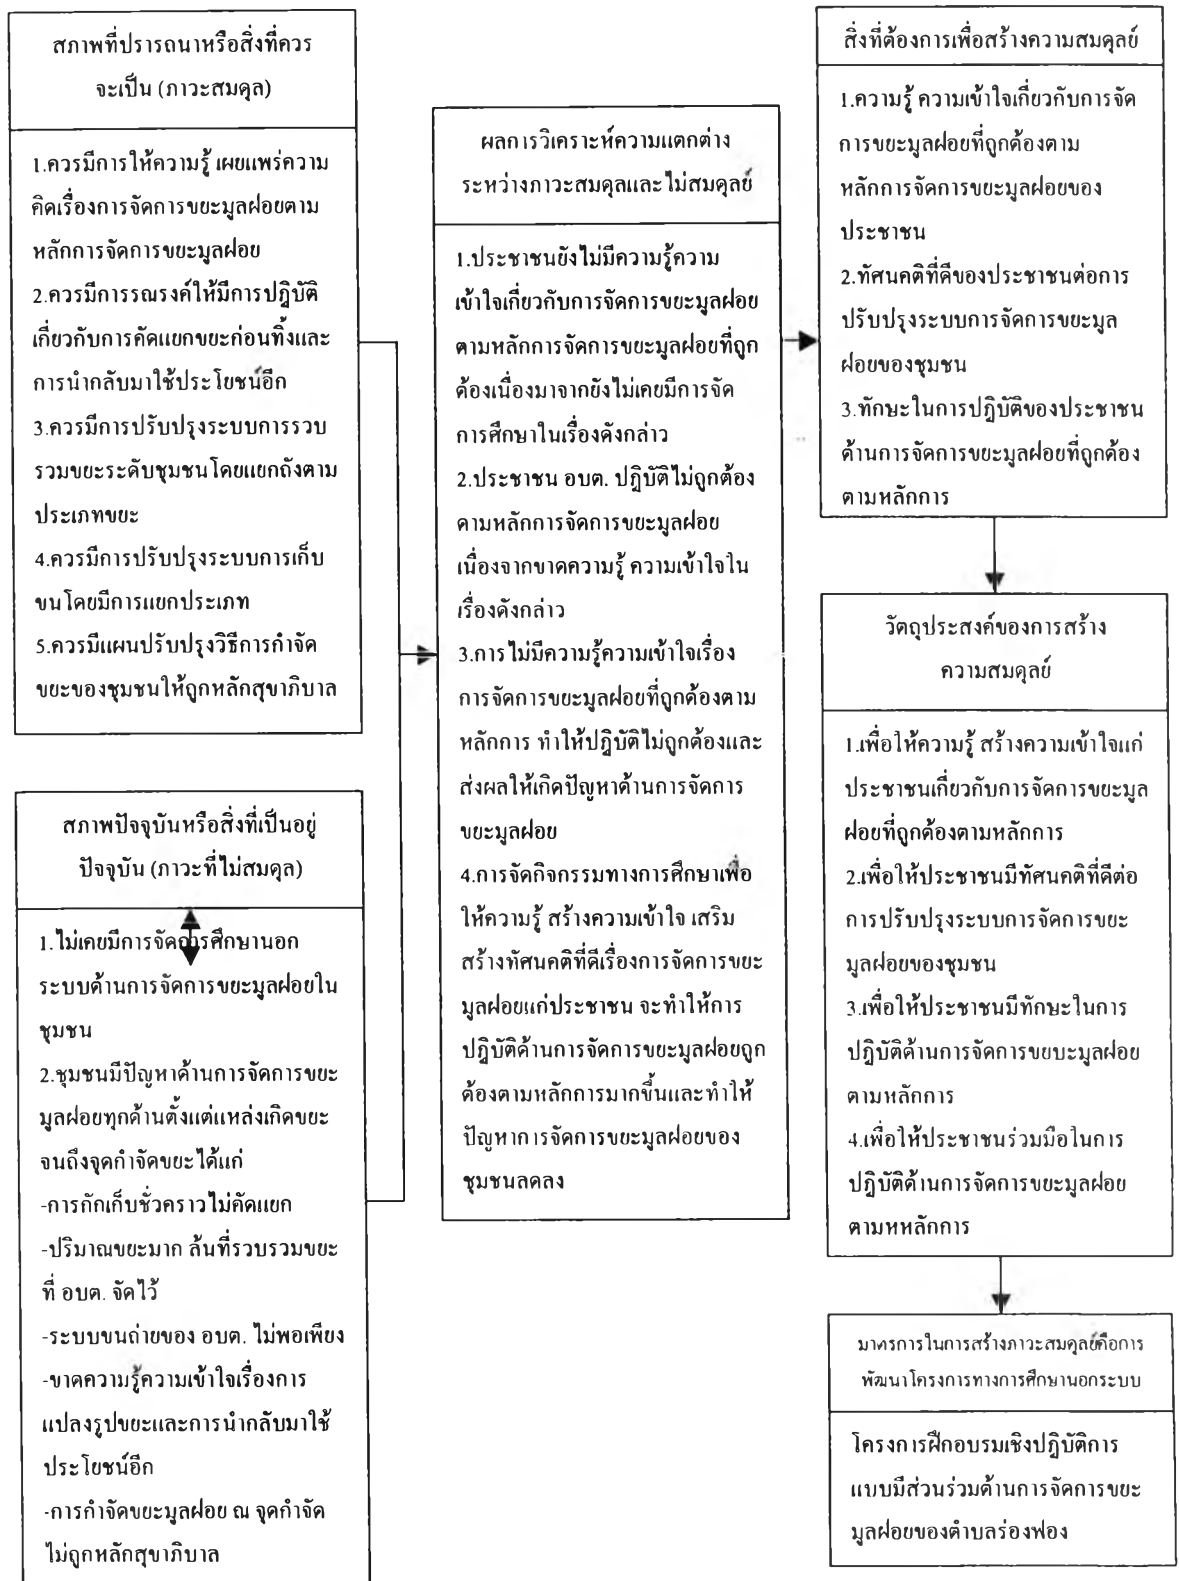 สภาพที่ปรารถนาหรือสิ่งที่ควร
จะเป็น (ภาวะสมดุล)
1.ควรมีการให้ความรู้ เผยแพร่ความ
คิดเรื่องการจัดการขยะมูลฝอยตาม
หลักการจัดการขยะมูลฝอย
2.ควรมีการรณรงค์ให้มีการปฏิบัติ
เกี่ยวกับการคัดแยกขยะก่อนทิ้งและ
การนำกลับมาใช้ประโยชน์อีก
3.ควรมีการปรับปรุงระบบการรวบ
รวมขยะระดับชุมชนโดยแยกถังตาม
ประเภทขยะ
4.ควรมีการปรับปรุงระบบการเก็บ
ขนโดยมีการแยกประเภท
5.ควรมีแผนปรับปรุงวิธีการกำจัด
ขยะของชุมชนให้ถูกหลักสุขาภิบาล
สภาพปัจจุบันหรือสิ่งที่เป็นอยู่
ปัจจุบัน (ภาวะที่ไม่สมดุล)
1.ไม่เคยมีการจัดการศึกษานอก
ระบบด้านการจัดการขยะมูลฝอยใน
ชุมชน
2.ชุมชนมีปัญหาด้านการจัดการขยะ
มูลฝอยทุกด้านตั้งแต่แหล่งเกิดขยะ
จนถึงจุดกำจัดขยะได้แก่
-การกักเก็บชั่วคราวไม่คัดแยก
-ปริมาณขยะมาก ล้นที่รวบรวมขยะ
ที่ อบต. จัดไว้
-ระบบขนถ่ายของ อบต. ไม่พอเพียง
-ขาดความรู้ความเข้าใจเรื่องการ
แปลงรูปขยะและการนำกลับมาใช้
ประโยชน์อีก
-การกำจัดขยะมูลฝอย ณ จุดกำจัด
ไม่ถูกหลักสุขาภิบาล
ผลการวิเคราะห์ความแตกต่าง
ระหว่างภาวะสมดุลและไม่สมดุลย์
1.ประชาชนยังไม่มีความรู้ความ
เข้าใจเกี่ยวกับการจัดการขยะมูลฝอย
ตามหลักการจัดการขยะมูลฝอยที่ถูก
ต้องเนื่องมาจากยังไม่เคยมีการจัด
การศึกษาในเรื่องดังกล่าว
2.ประชาชน อบต. ปฏิบัติไม่ถูกต้อง
ตามหลักการจัดการขยะมูลฝอย
เนื่องจากขาดความรู้ ความเข้าใจใน
เรื่องดังกล่าว
3.การไม่มีความรู้ความเข้าใจเรื่อง
การจัดการขยะมูลฝอยที่ถูกต้องตาม
หลักการ ทำให้ปฏิบัติไม่ถูกต้องและ
ส่งผลให้เกิดปัญหาด้านการจัดการ
ขยะมูลฝอย
4.การจัดกิจกรรมทางการศึกษาเพื่อ
ให้ความรู้ สร้างความเข้าใจ เสริม
สร้างทัศนคติที่ดีเรื่องการจัดการขยะ
มูลฝอยแก่ประชาชน จะทำให้การ
ปฏิบัติด้านการจัดการขยะมูลฝอยถูก
ต้องตามหลักการมากขึ้นและทำให้
ปัญหาการจัดการขยะมูลฝอยของ
ชุมชนลดลง
สิ่งที่ต้องการเพื่อสร้างความสมดุลย์
1.ความรู้ ความเข้าใจเกี่ยวกับการจัด
การขยะมูลฝอยที่ถูกต้องตาม
หลักการจัดการขยะมูลฝอยของ
ประชาชน
2.ทัศนคติที่ดีของประชาชนต่อการ
ปรับปรุงระบบการจัดการขยะมูล
ฝอยของชุมชน
3.ทักษะในการปฏิบัติของประชาชน
ด้านการจัดการขยะมูลฝอยที่ถูกต้อง
ตามหลักการ
วัตถุประสงค์ของการสร้าง
ความสมดุลย์
1.เพื่อให้ความรู้ สร้างความเข้าใจแก่
ประชาชนเกี่ยวกับการจัดการขยะมูล
ฝอยที่ถูกต้องตามหลักการ
2.เพื่อให้ประชาชนมีทัศนคติที่ดีต่อ
การปรับปรุงระบบการจัดการขยะ
มูลฝอยของชุมชน
3.เพื่อให้ประชาชนมีทักษะในการ
ปฏิบัติด้านการจัดการขยบะมูลฝอย
ตามหลักการ
4.เพื่อให้ประชาชนร่วมมือในการ
ปฏิบัติด้านการจัดการขยะมูลฝอย
ตามหหลักการ
มาตรการในการสร้างภาวะสมดุลย์คือการ
พัฒนาโครงการทางการศึกษานอกระบบ
โครงการฝึกอบรมเชิงปฏิบัติการ
แบบมีส่วนร่วมด้านการจัดการขยะ
มูลฝอยของตำบลร่องฟอง